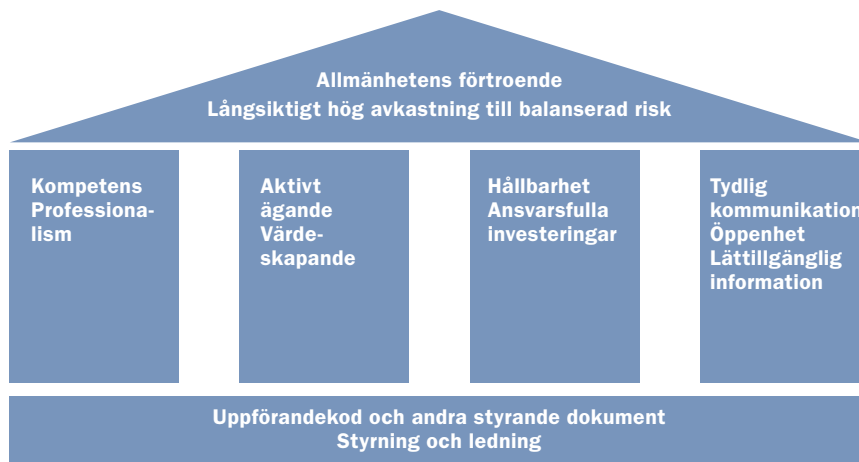 Allmänhetens förtroende
Långsiktigt hög avkastning till balanserad risk
Kompetens
Professiona-
lism
Aktivt
ägande
Värde-
skapande
Hållbarhet
Ansvarsfulla
investeringar
Tydlig
kommunikation
Öppenhet
Lättillgänglig
information
Uppförandekod och andra styrande dokument
Styrning och ledning